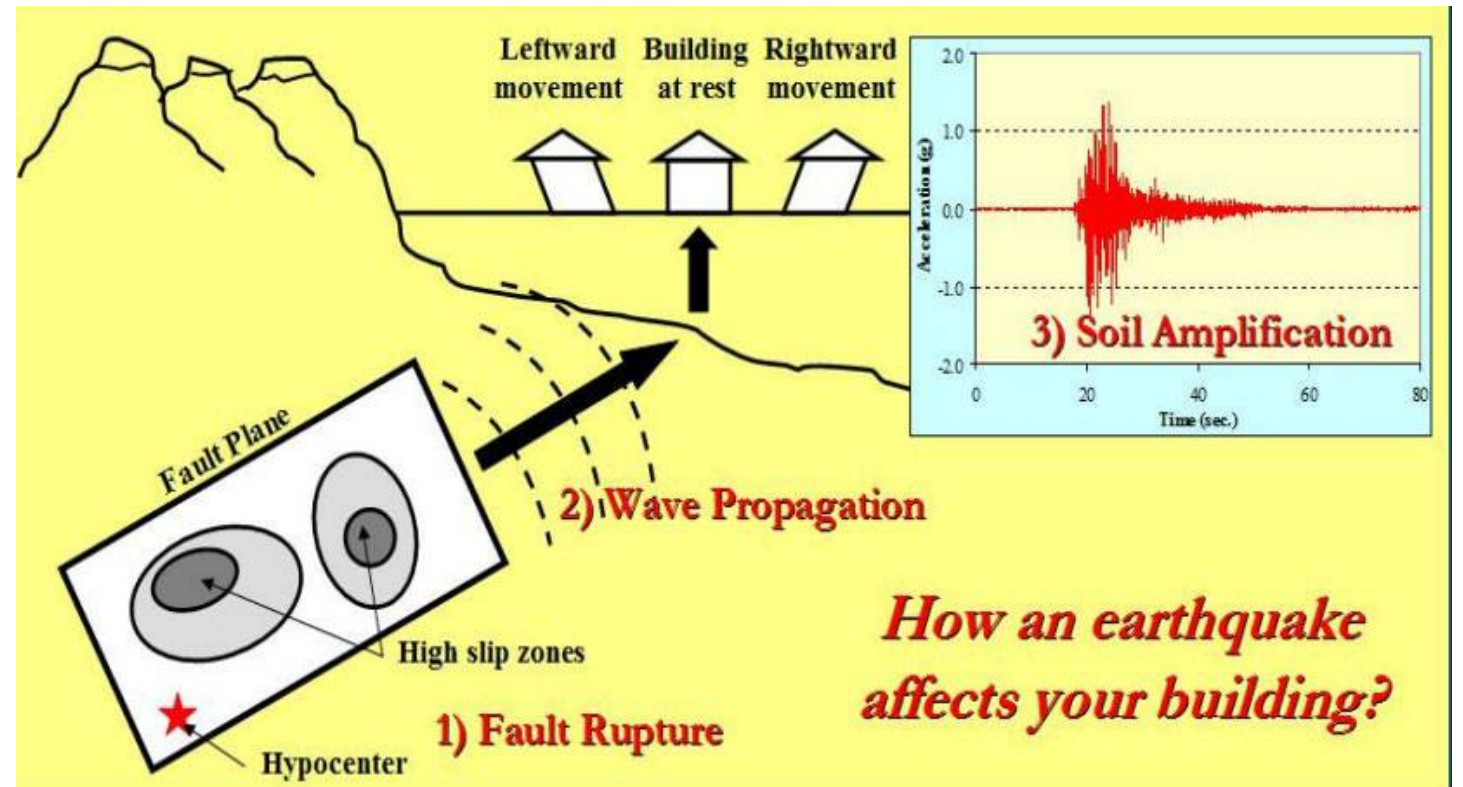 Leftward
movement
Building
at rest
Rightward
movement
2.0
1.0
0.0
-1.0
-2.0
Acceleration (g)
3) Soil Amplification
0 20 40 60 80
Time (sec.)
Fault Plane
2) Wave Propagation
High slip zones
1) Fault Rupture
Hypocenter
How an earthquake
affects your building?